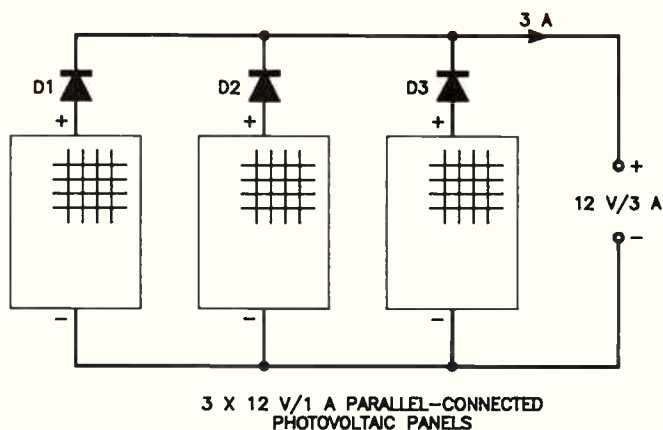 3 A
D1
D2
D3
+
+
+
+
12 V/3 A
-
-
-
-
3 X 12 V/1 A PARALLEL-CONNECTED
PHOTOVOLTAIC PANELS